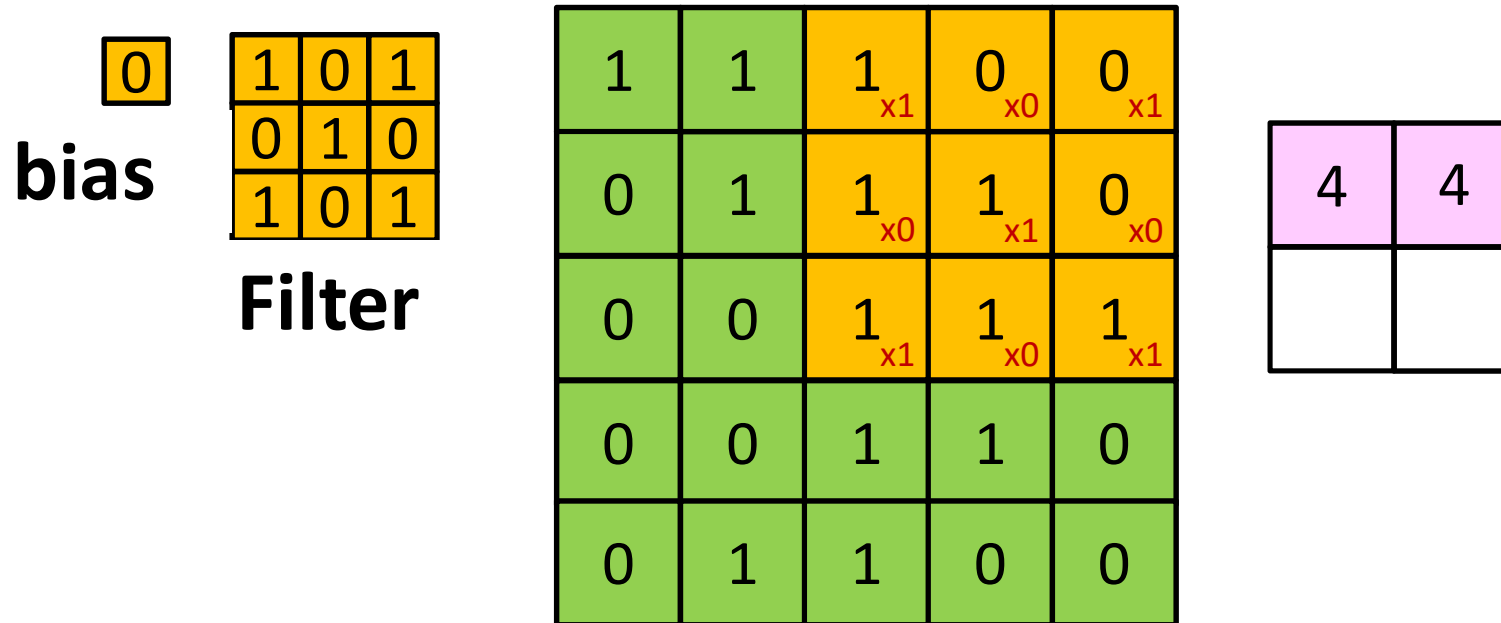 0
1 0 1
0 1 0
1 0 1
bias
Filter
1 1 1 x1 0 x0 0 x1
0 1 1 x0 1 x1 0 x0
0 0 1 x1 1 x0 1 x1
0 0 1 1 0
0 1 1 0 0
4 4